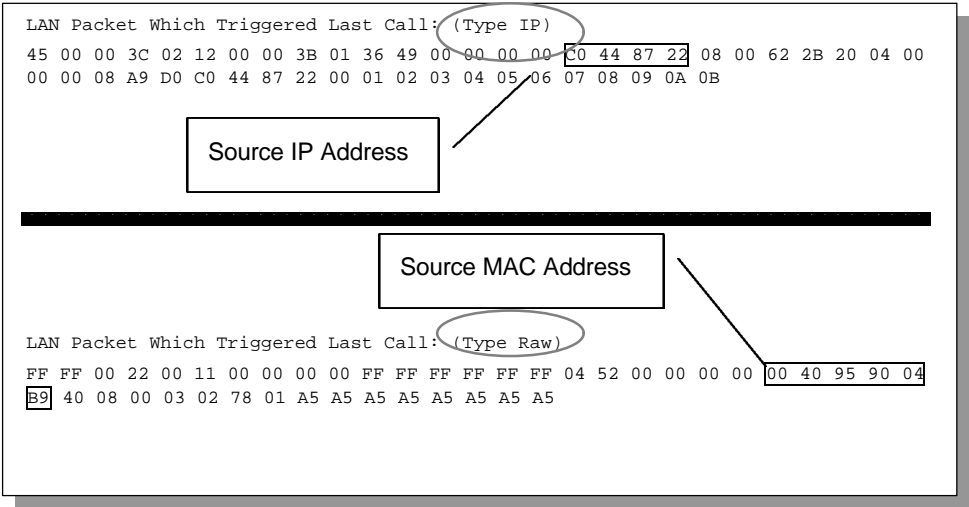 LAN Packet Which Triggered Last Call: (Type IP)
45 00 00 3C 02 12 00 00 3B 01 36 49 00 00 00 00 C0 44 87 22 08 00 62 2B 20 04 00
00 00 08 A9 D0 C0 44 87 22 00 01 02 03 04 05 06 07 08 09 0A 0B
Source IP Address
Source MAC Address
LAN Packet Which Triggered Last Call: (Type Raw)
FF FF 00 22 00 11 00 00 00 00 FF FF FF FF FF FF 04 52 00 00 00 00 00 40 95 90 04
B9 40 08 00 03 02 78 01 A5 A5 A5 A5 A5 A5 A5 A5